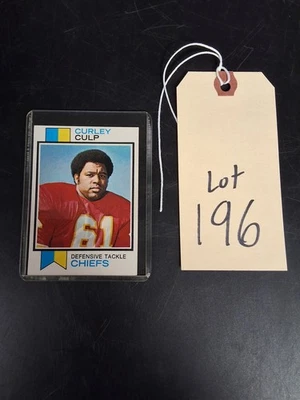 CURLEY
CULP
61
DEFENSIVE TACKLE
CHIEFS
Lot
196